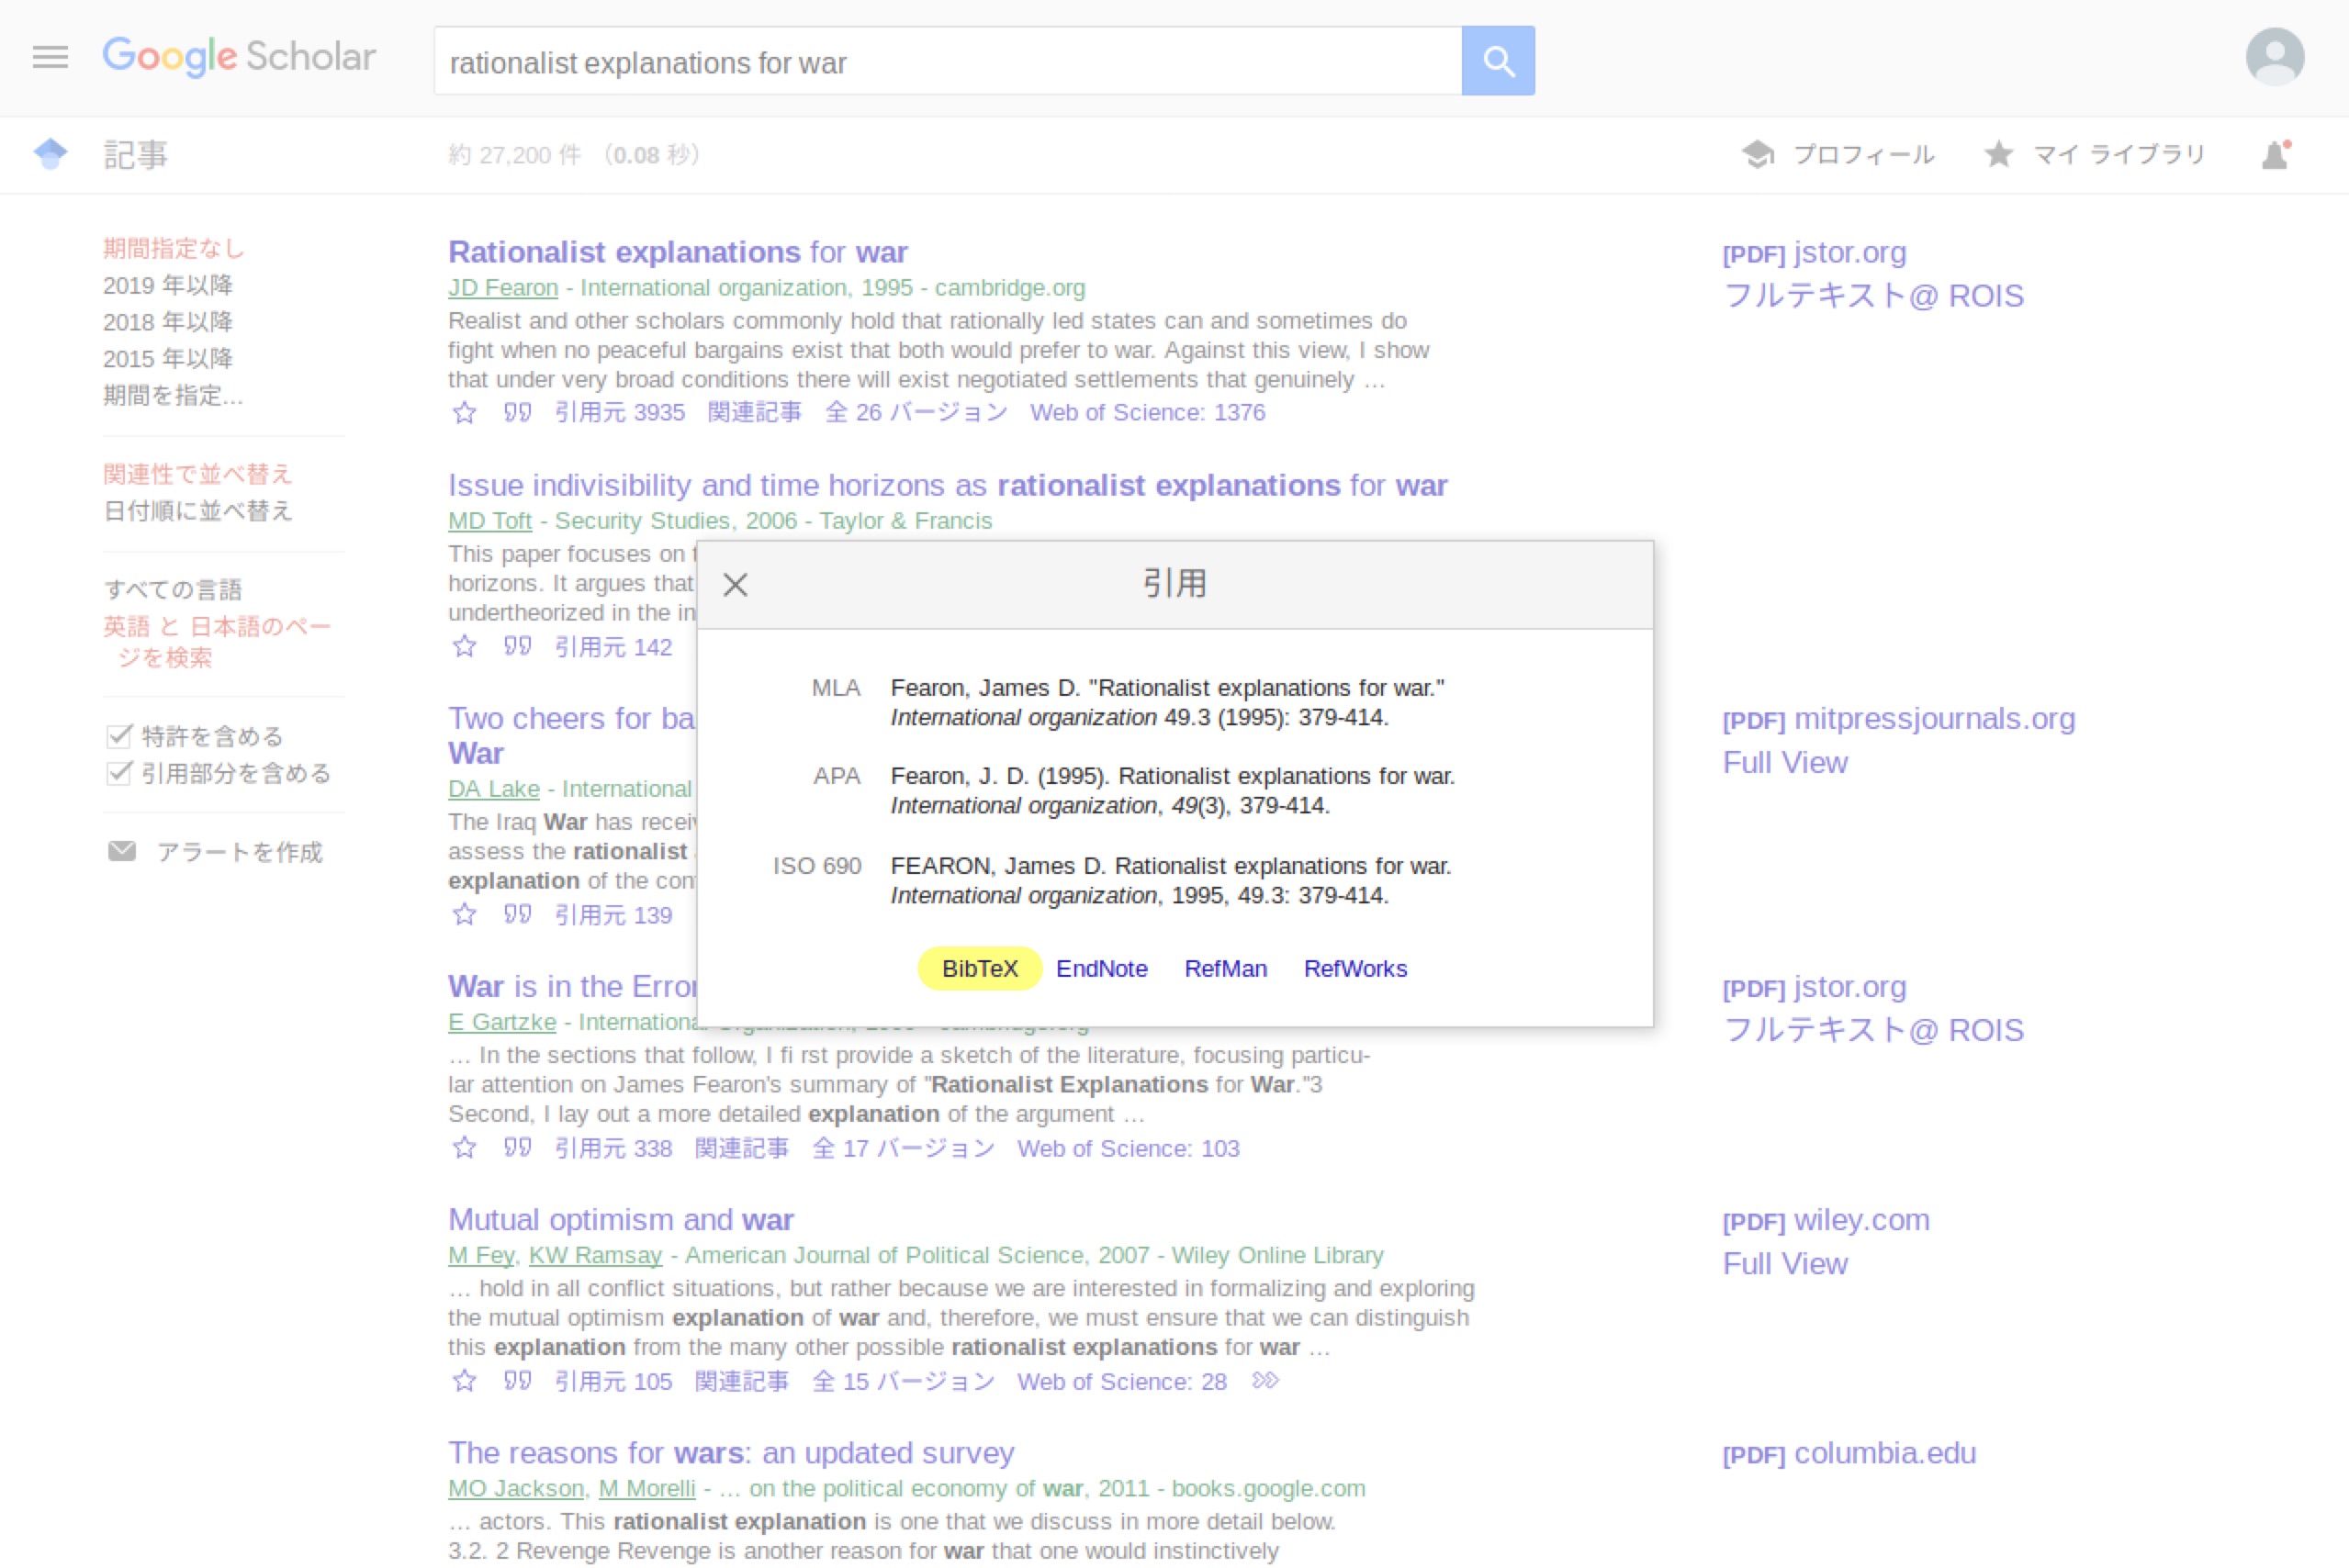 Google Scholar
rationalist explanations for war
記事
約 27,200 件 （0.08 秒）
プロフィール
マイ ライブラリ
期間指定なし
2019 年以降
2018 年以降
2015 年以降
期間を指定...
関連性で並べ替え
日付順に並べ替え
すべての言語
英語 と 日本語のペー
ジを検索
特許を含める
引用部分を含める
アラートを作成
Rationalist explanations for war
JD Fearon - International organization, 1995 - cambridge.org
Realist and other scholars commonly hold that rationally led states can and sometimes do
fight when no peaceful bargains exist that both would prefer to war. Against this view, I show
that under very broad conditions there will exist negotiated settlements that genuinely …
引用元 3935 関連記事 全 26 バージョン Web of Science: 1376
[PDF] jstor.org
フルテキスト@ ROIS
Issue indivisibility and time horizons as rationalist explanations for war
MD Toft - Security Studies, 2006 - Taylor & Francis
This paper focuses on
horizons. It argues that
undertheorized in the
引用元 142
Two cheers for
War
DA Lake - International
The Iraq War has
assess the rationalist
explanation of the
引用元 139
[PDF] mitpressjournals.org
Full View
引用
MLA Fearon, James D. "Rationalist explanations for war."
International organization 49.3 (1995): 379-414.
APA Fearon, J. D. (1995). Rationalist explanations for war.
International organization, 49(3), 379-414.
ISO 690 FEARON, James D. Rationalist explanations for war.
International organization, 1995, 49.3: 379-414.
BibTeX EndNote RefMan RefWorks
War is in the
E Gartzke -
… In the sections that follow, I fi rst provide a sketch of the literature, focusing particu-
lar attention on James Fearon's summary of "Rationalist Explanations for War."3
Second, I lay out a more detailed explanation of the argument …
引用元 338 関連記事 全 17 バージョン Web of Science: 103
[PDF] jstor.org
フルテキスト@ ROIS
Mutual optimism and war
M Fey, KW Ramsay - American Journal of Political Science, 2007 - Wiley Online Library
… hold in all conflict situations, but rather because we are interested in formalizing and exploring
the mutual optimism explanation of war and, therefore, we must ensure that we can distinguish
this explanation from the many other possible rationalist explanations for war …
引用元 105 関連記事 全 15 バージョン Web of Science: 28
[PDF] wiley.com
Full View
The reasons for wars: an updated survey
MO Jackson, M Morelli - … on the political economy of war, 2011 - books.google.com
… actors. This rationalist explanation is one that we discuss in more detail below.
3.2. 2 Revenge Revenge is another reason for war that one would instinctively
[PDF] columbia.edu